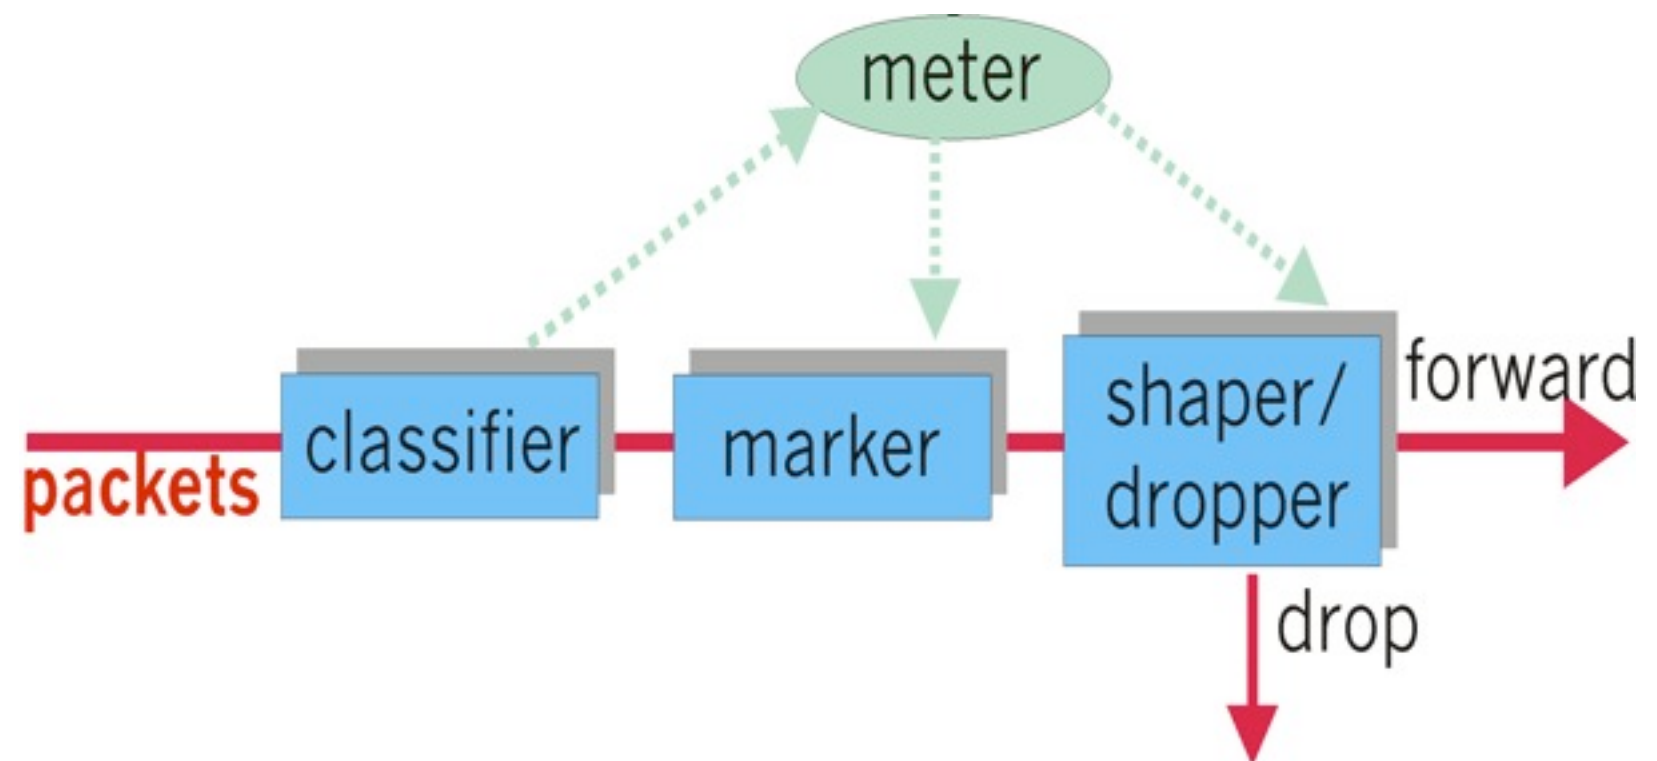 meter
forward
packets
classifier
marker
shaper/
dropper
drop